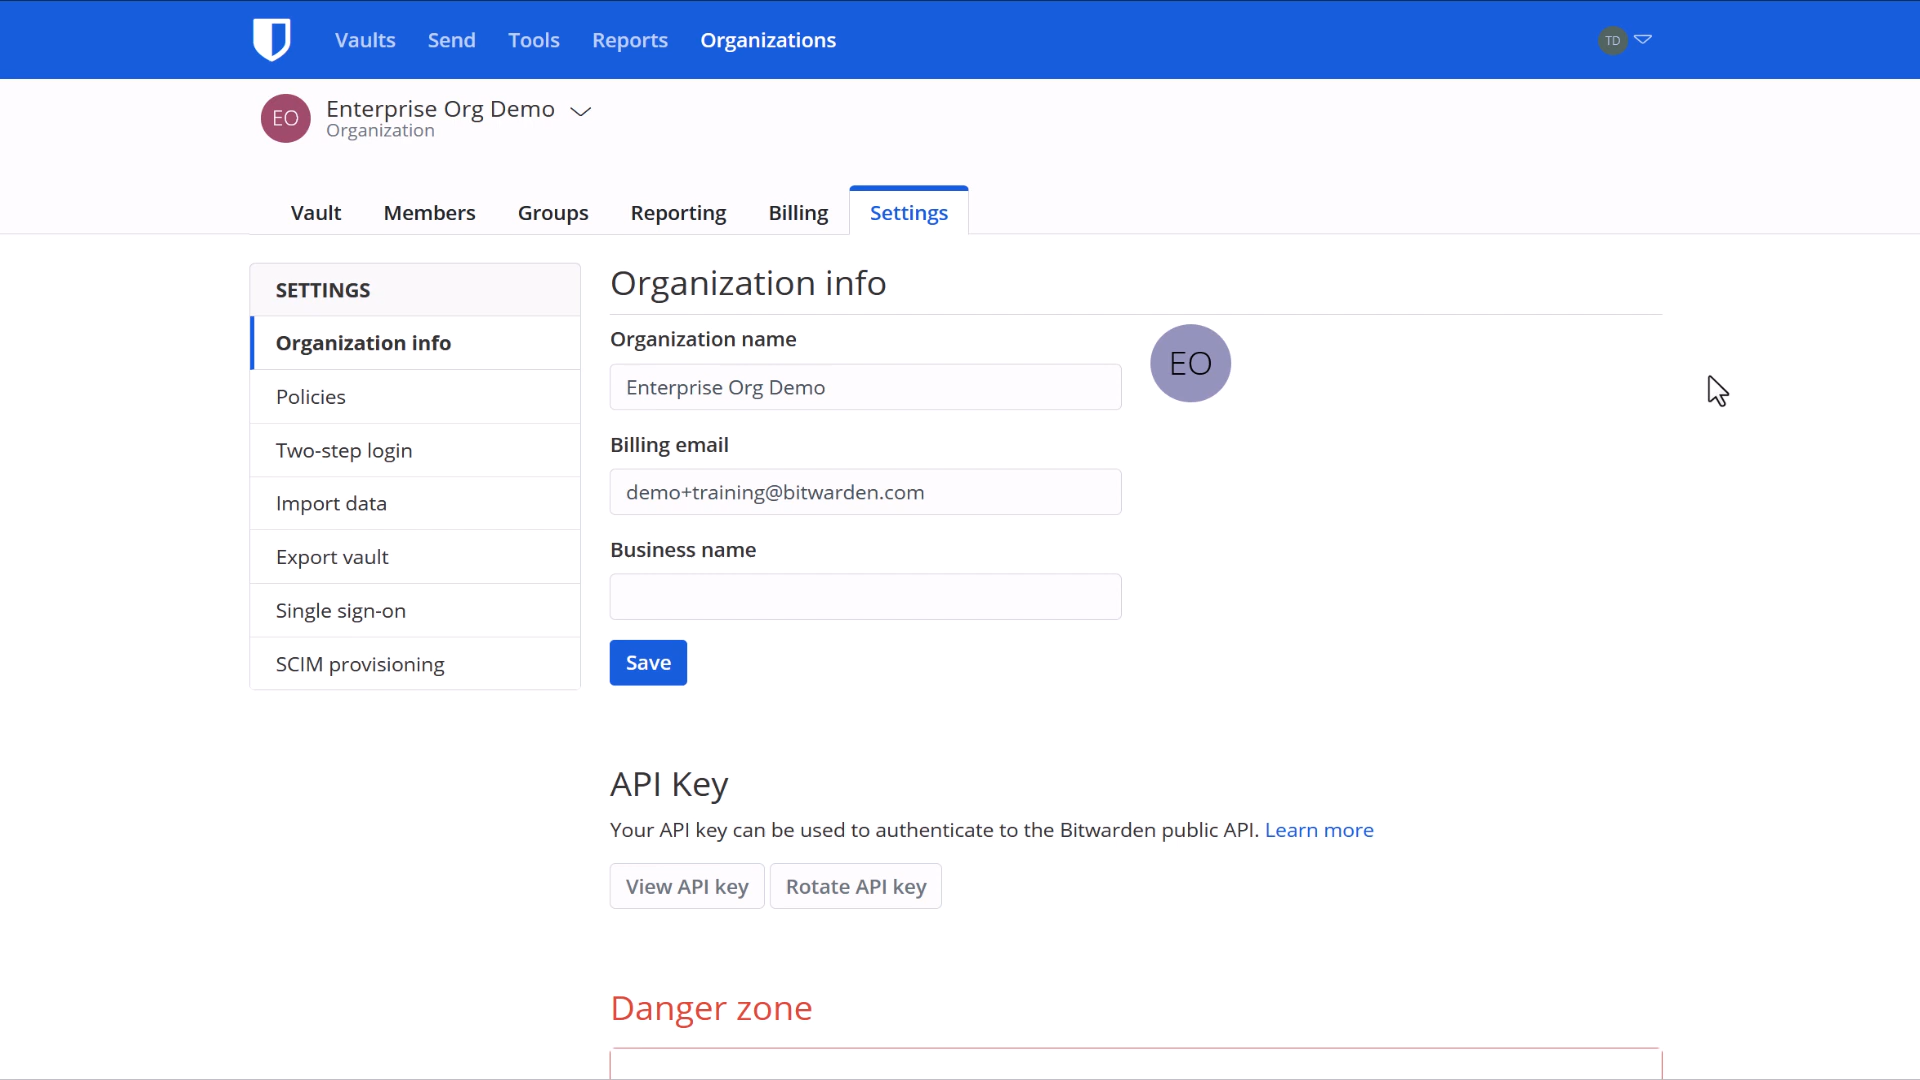 Vaults Send Tools Reports Organizations TD
EO Enterprise Org Demo
Organization
Vault Members Groups Reporting Billing Settings
SETTINGS
Organization info
Policies
Two-step login
Import data
Export vault
Single sign-on
SCIM provisioning
Organization info
Organization name
Enterprise Org Demo
EO
Billing email
demo+training@bitwarden.com
Business name
Save
API Key
Your API key can be used to authenticate to the Bitwarden public API. Learn more
View API key Rotate API key
Danger zone